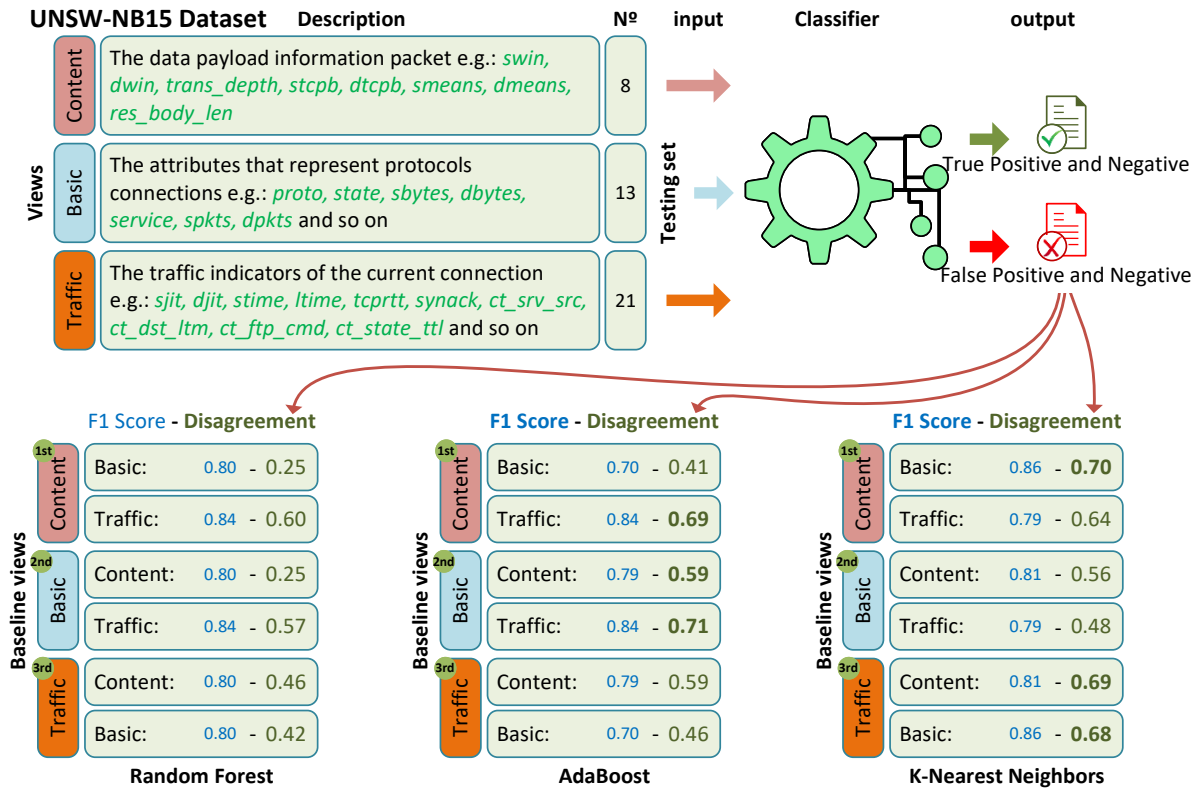 UNSW-NB15 Dataset Description Nº input Classifier output
Views
Content
The data payload information packet e.g.: swin,
dwin, trans_depth, stcpb, dtcpb, smeans, dmeans,
res_body_len
8
Basic
The attributes that represent protocols
connections e.g.: proto, state, sbytes, dbytes,
service, spkts, dpkts and so on
13
Traffic
The traffic indicators of the current connection
e.g.: sjit, djit, stime, ltime, tcprtt, synack, ct_srv_src,
ct_dst_ltm, ct_ftp_cmd, ct_state_ttl and so on
21
Testing set
True Positive and Negative
False Positive and Negative
F1 Score - Disagreement
Baseline views
1st
Content
Basic: 0.80 - 0.25
Traffic: 0.84 - 0.60
2nd
Basic
Content: 0.80 - 0.25
Traffic: 0.84 - 0.57
3rd
Traffic
Content: 0.80 - 0.46
Basic: 0.80 - 0.42
Random Forest
F1 Score - Disagreement
Baseline views
1st
Content
Basic: 0.70 - 0.41
Traffic: 0.84 - 0.69
2nd
Basic
Content: 0.79 - 0.59
Traffic: 0.84 - 0.71
3rd
Traffic
Content: 0.79 - 0.59
Basic: 0.70 - 0.46
AdaBoost
F1 Score - Disagreement
Baseline views
1st
Content
Basic: 0.86 - 0.70
Traffic: 0.79 - 0.64
2nd
Basic
Content: 0.81 - 0.56
Traffic: 0.79 - 0.48
3rd
Traffic
Content: 0.81 - 0.69
Basic: 0.86 - 0.68
K-Nearest Neighbors